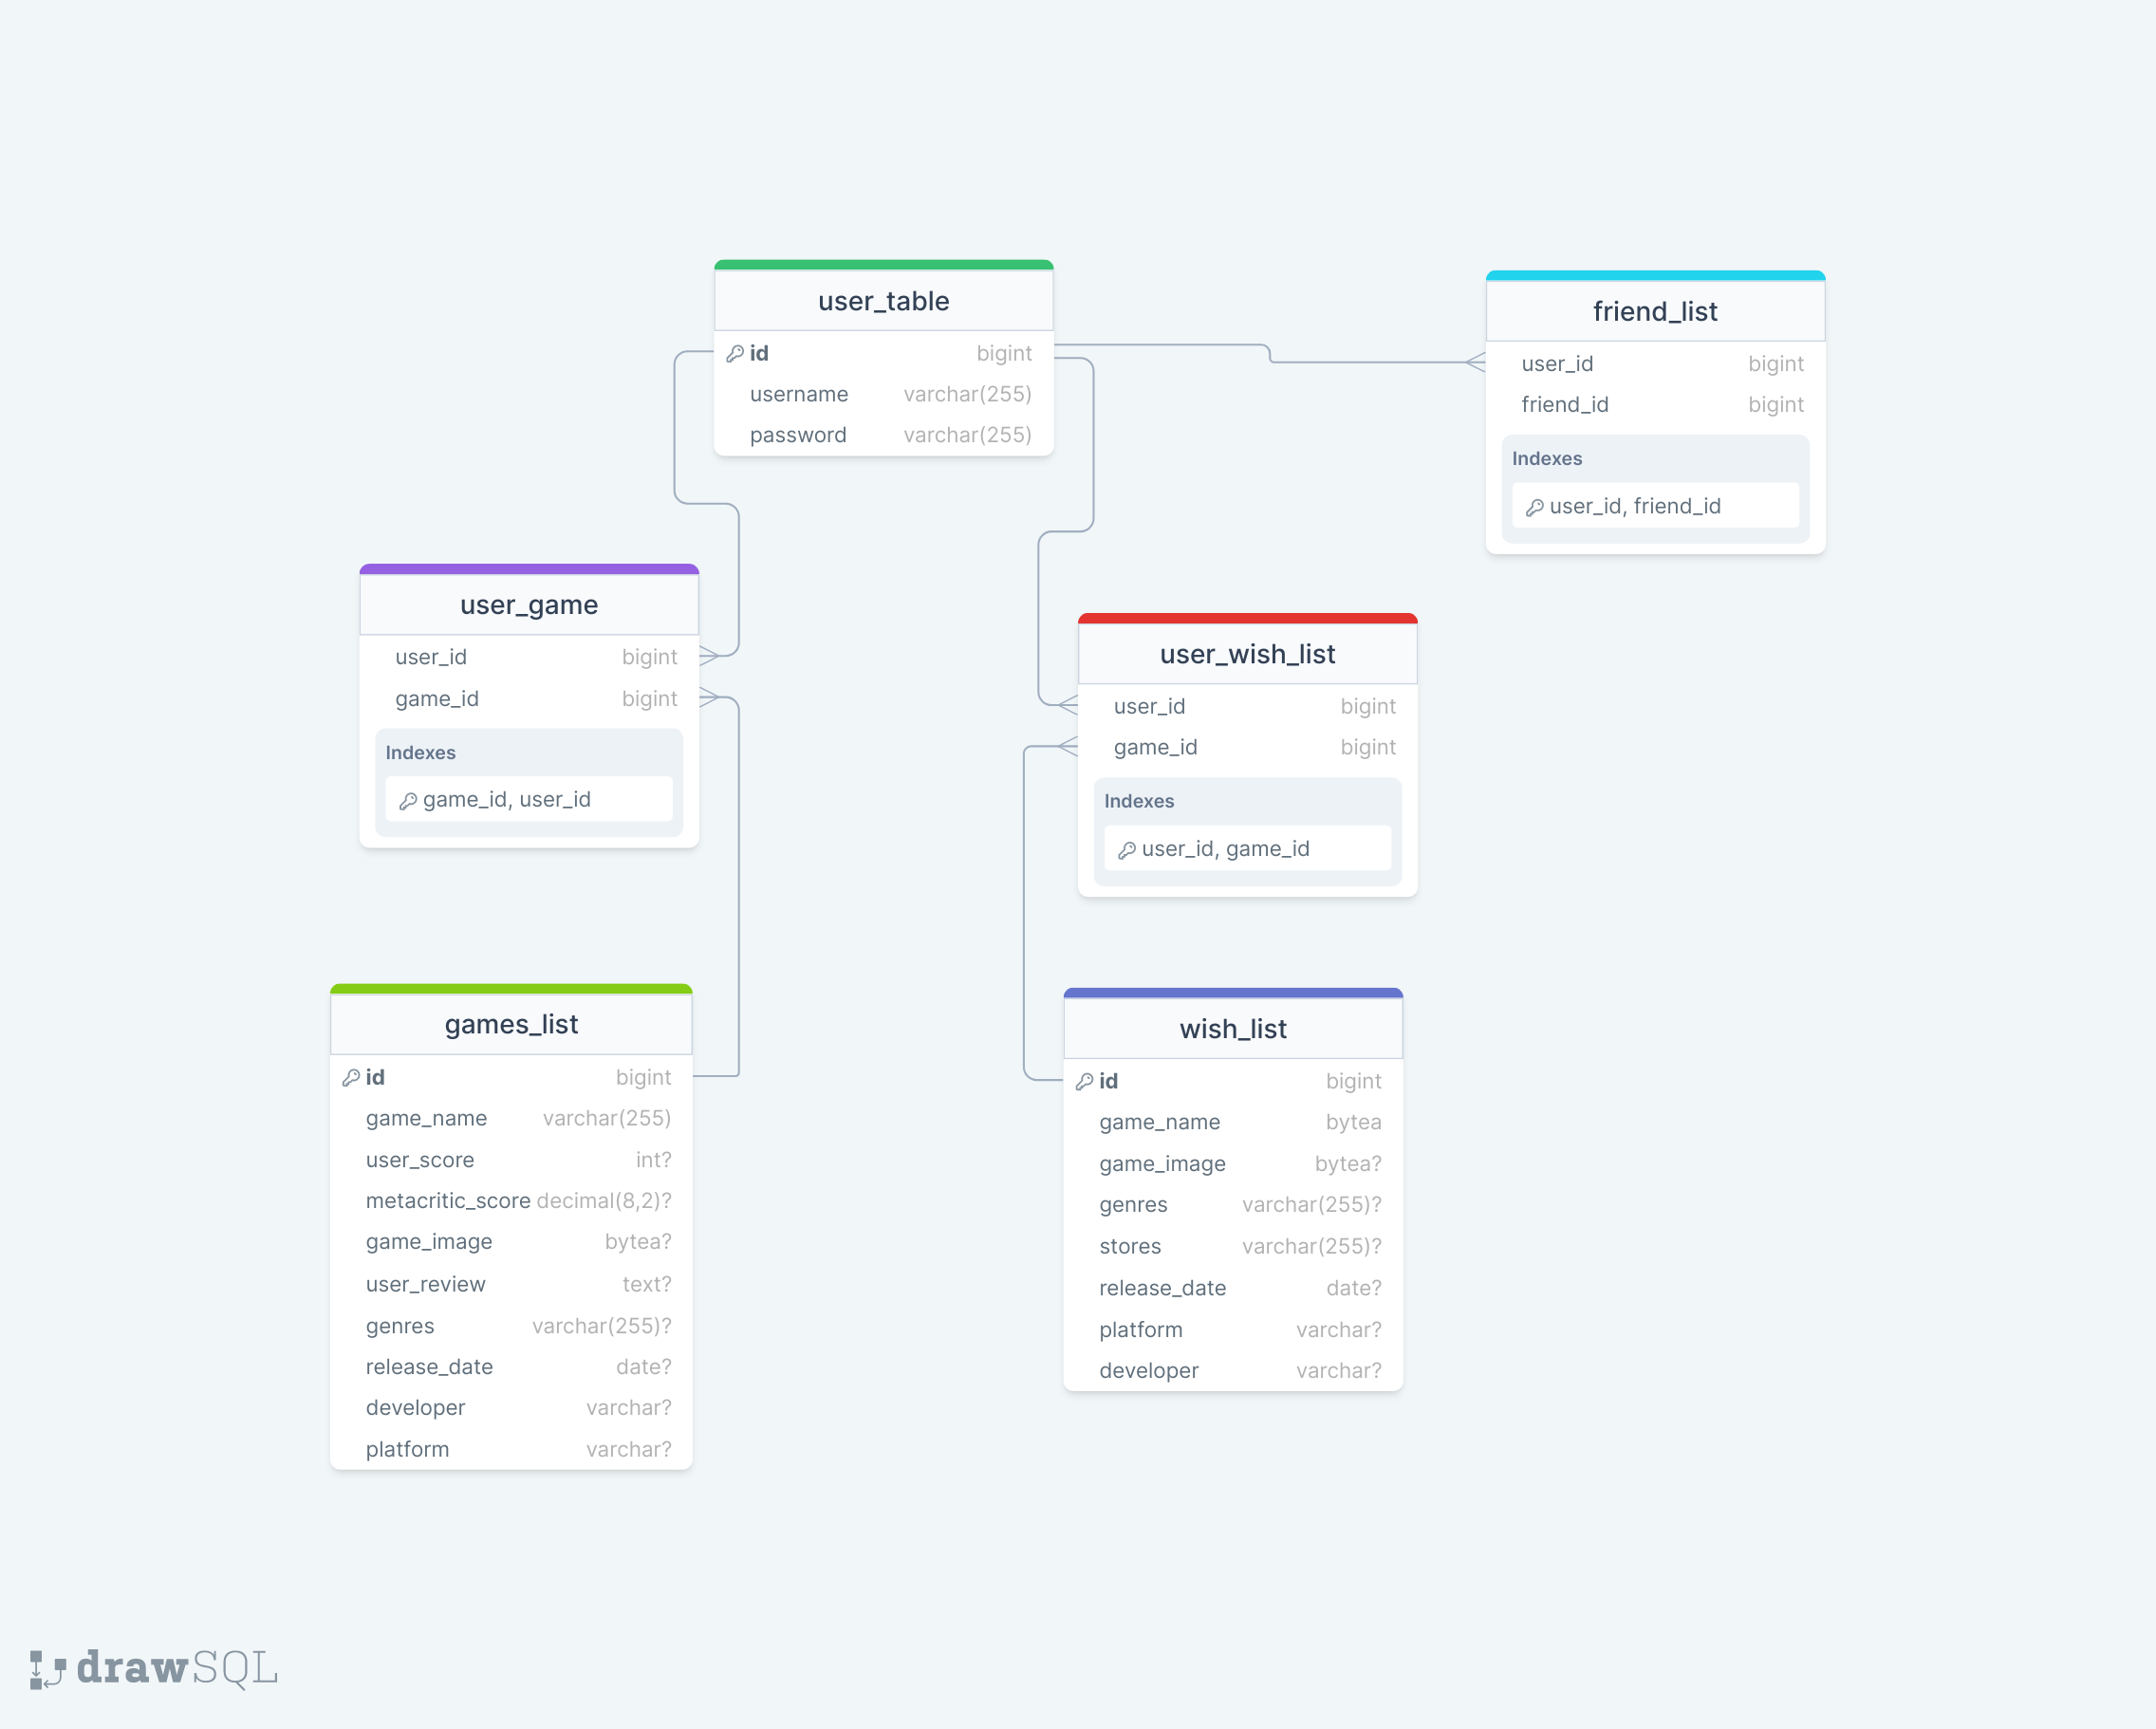 user_table
id bigint
username varchar(255)
password varchar(255)
friend_list
user_id bigint
friend_id bigint
Indexes
user_id, friend_id
user_game
user_id bigint
game_id bigint
Indexes
game_id, user_id
user_wish_list
user_id bigint
game_id bigint
Indexes
user_id, game_id
games_list
id bigint
game_name varchar(255)
user_score int?
metacritic_score decimal(8,2)?
game_image bytea?
user_review text?
genres varchar(255)?
release_date date?
developer varchar?
platform varchar?
wish_list
id bigint
game_name bytea
game_image bytea?
genres varchar(255)?
stores varchar(255)?
release_date date?
platform varchar?
developer varchar?
drawSQL